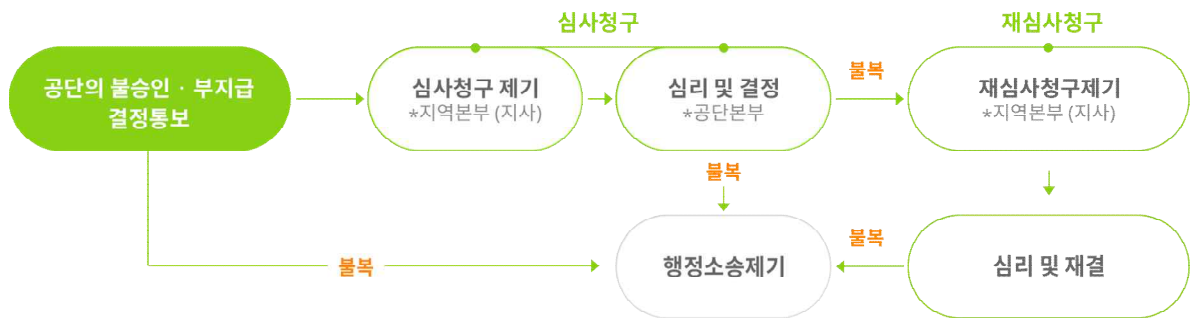 심사청구
재심사청구
공단의 불승인 · 부지급
결정통보
심사청구 제기
*지역본부 (지사)
심리 및 결정
*공단본부
불복
재심사청구제기
*지역본부 (지사)
불복
불복
행정소송제기
불복
심리 및 재결